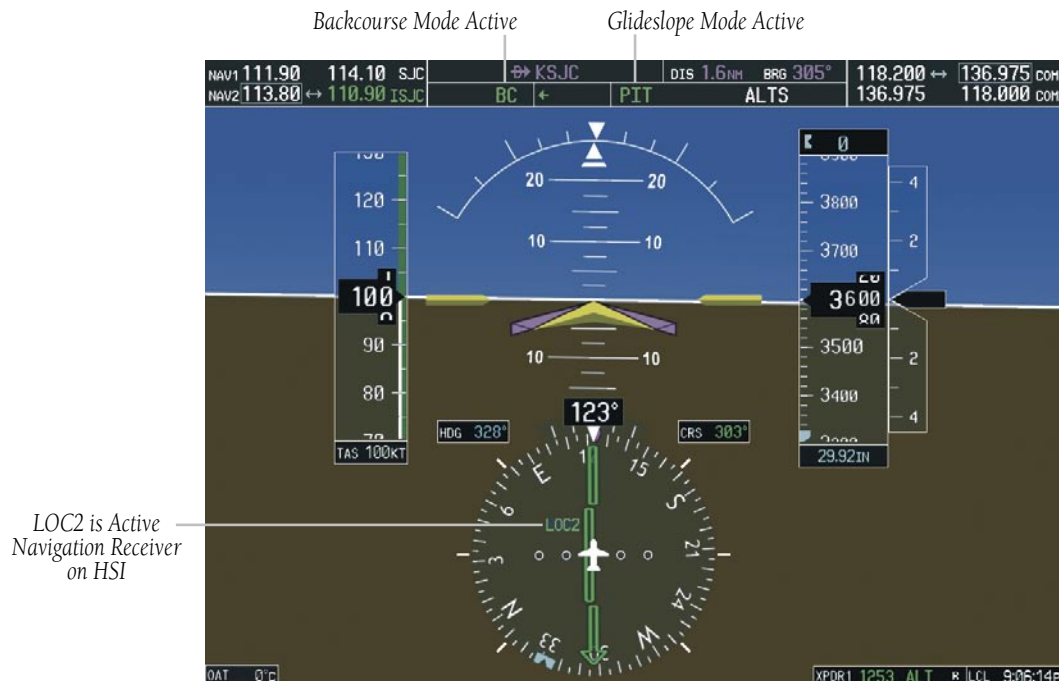 Backcourse Mode Active
Glideslope Mode Active
NAV1 111.90 114.10 SJC
NAV2 113.80 ↔ 110.90 ISJC
KSJC DIS 1.6NM BRG 305°
BC ← PIT ALTS
118.200 ↔ 136.975 COM
136.975 118.000 COM
20 20
10 10
10 10
120
110
100
90
80
TAS 100KT
0
3800
3700
3600
3500
3400
20
80
29.92IN
4
2
2
4
123°
HDG 328°
CRS 303°
E 15 S 21 24 W 33 N 3 6
LOC2
LOC2 is Active
Navigation Receiver
on HSI
OAT 0°C
XPDR1 1253 ALT R LCL 9:06:14